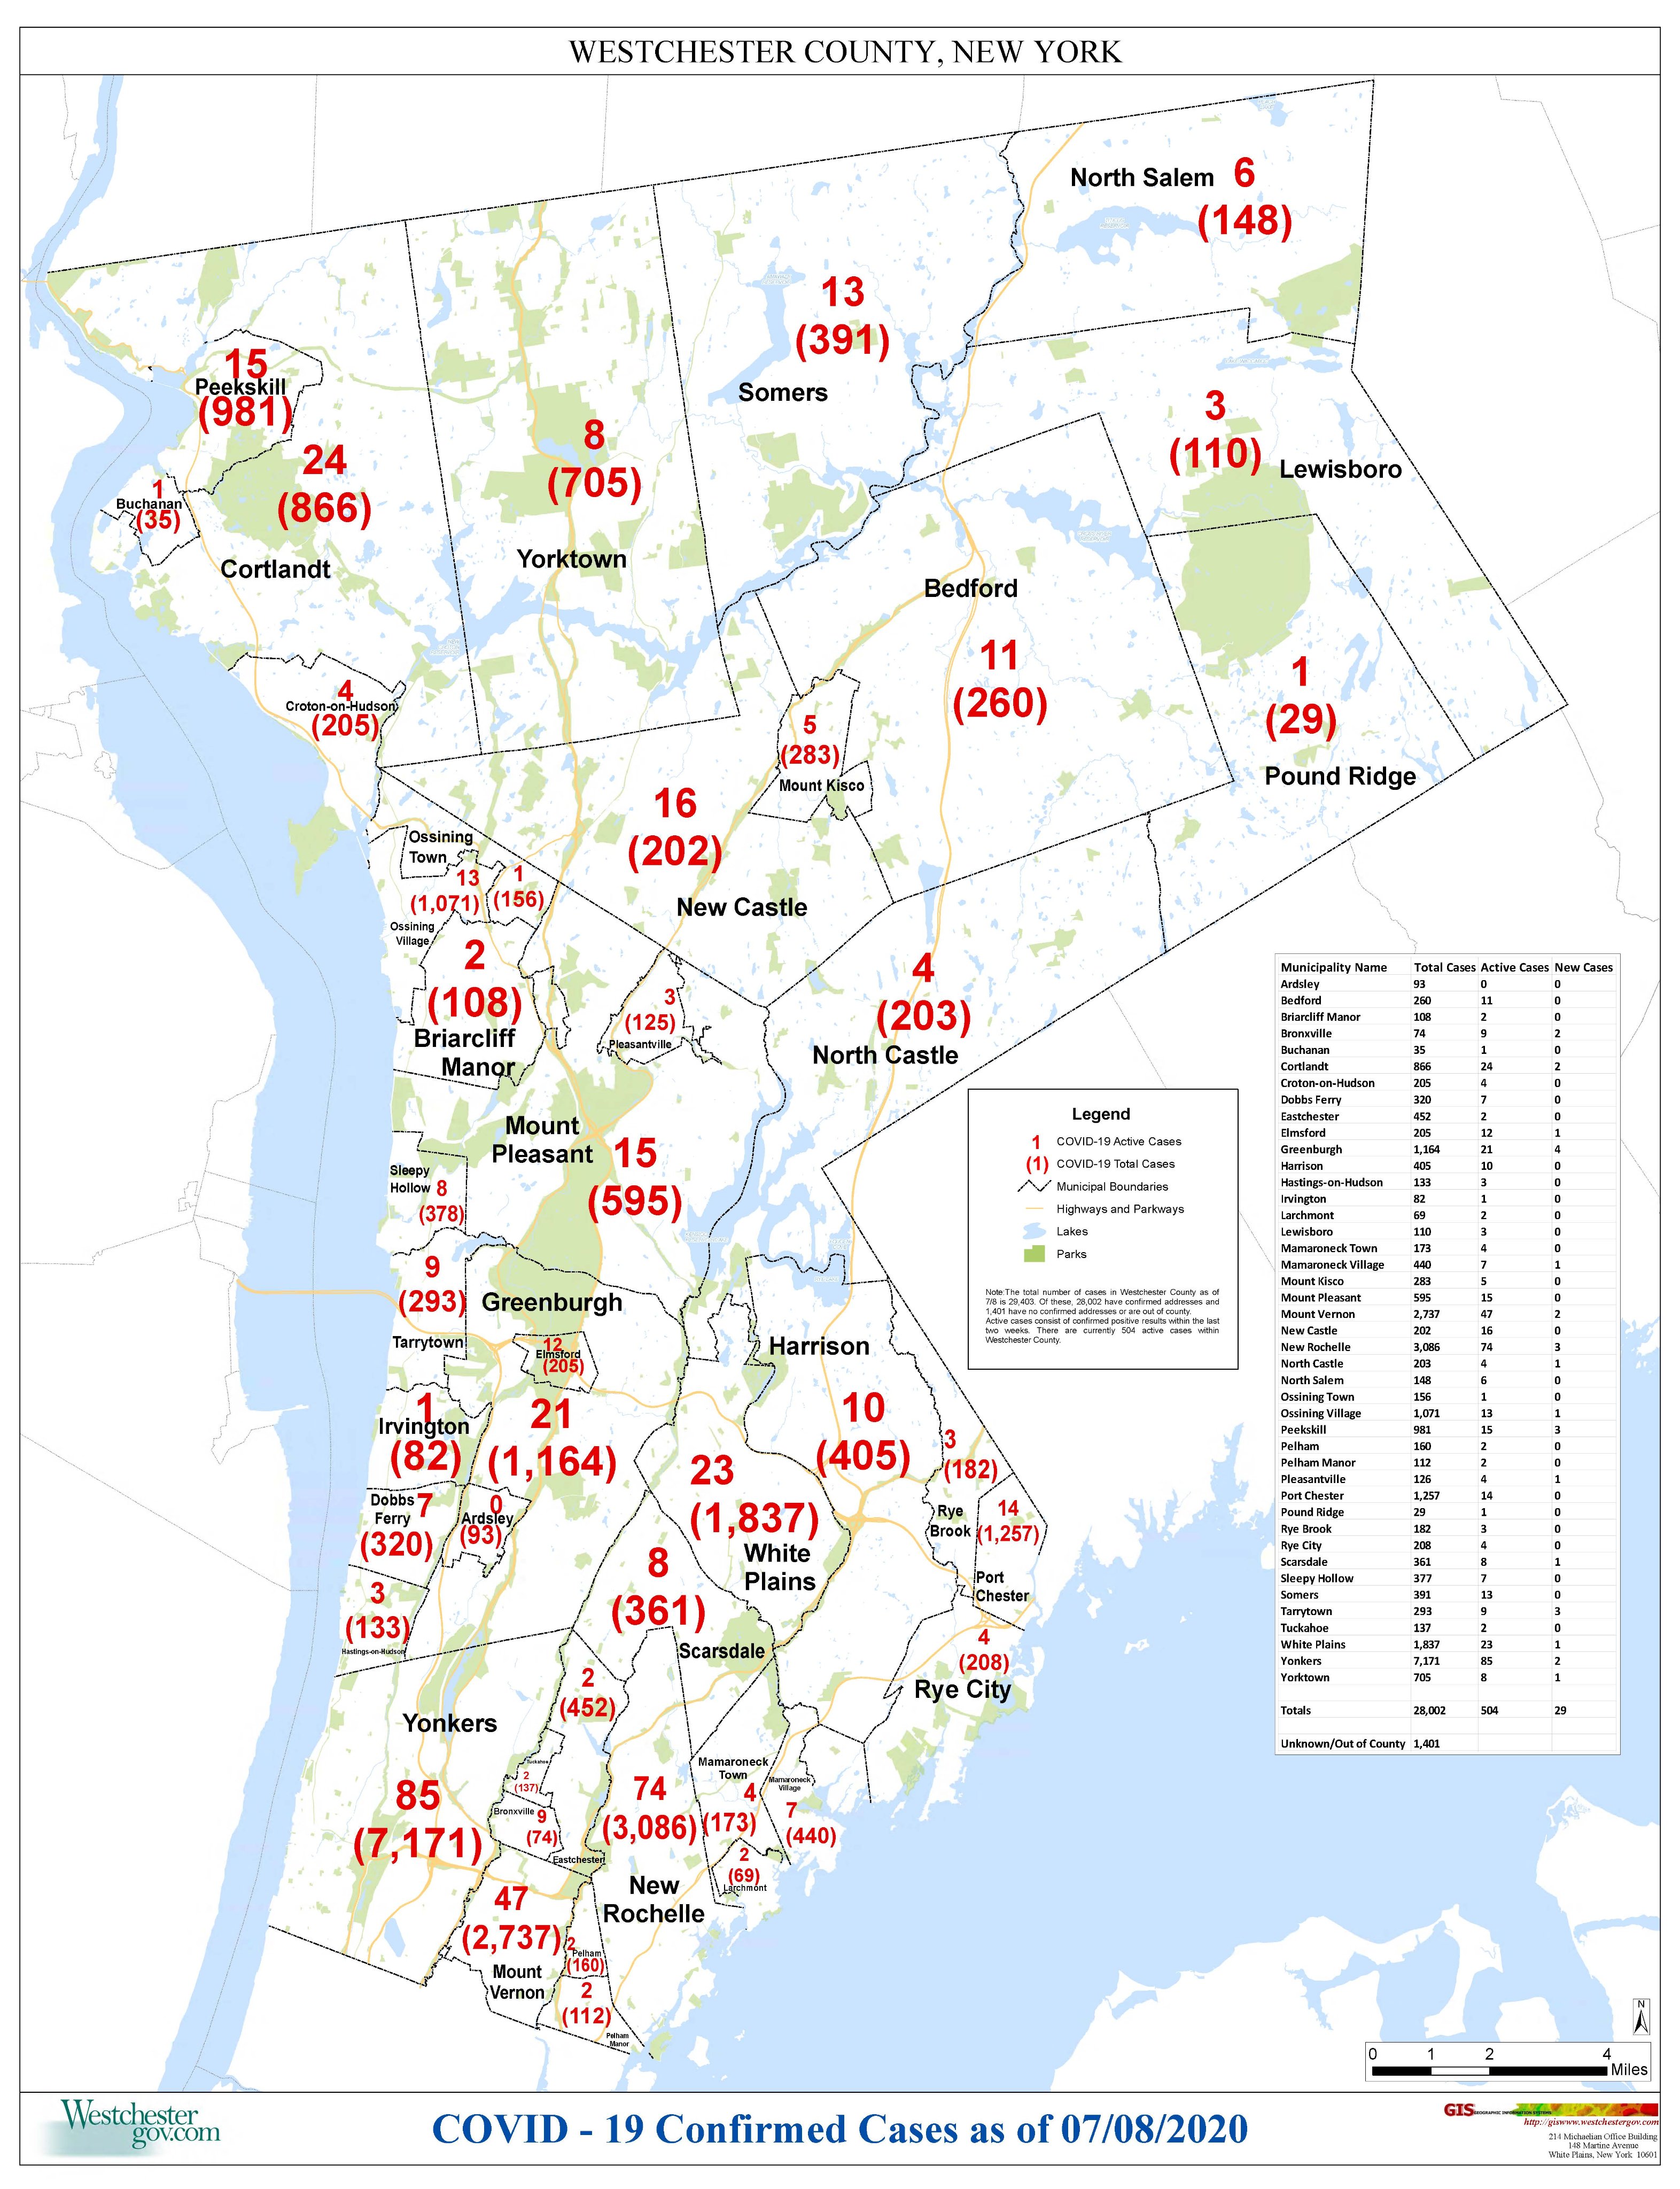 WESTCHESTER COUNTY, NEW YORK
North Salem 6
(148)
13
(391)
Somers
15
Peekskill
(981)
24
(866)
Cortlandt
1
Buchanan
(35)
8
(705)
Yorktown
3
(110)
Lewisboro
Bedford
11
(260)
1
(29)
Pound Ridge
4
Croton-on-Hudson
(205)
5
(283)
Mount Kisco
16
(202)
New Castle
Ossining
Town
13
(1,071)
1
(156)
Ossining
Village
2
(108)
Briarcliff
Manor
3
(125)
Pleasantville
4
(203)
North Castle
Mount
Pleasant
15
(595)
Sleepy
Hollow 8
(378)
9
(293)
Tarrytown
Greenburgh
12
Elmsford
(205)
21
(1,164)
Harrison
10
(405)
1
Irvington
(82)
23
(1,837)
White
Plains
3
(182)
Rye
Brook
14
(1,257)
Port
Chester
Dobbs 7
Ferry
(320)
0
Ardsley
(93)
8
(361)
Scarsdale
3
(133)
Hastings-on-Hudson
4
(208)
Rye City
2
(452)
Yonkers
85
(7,171)
Tuckahoe
2
(137)
Bronxville 9
(74)
Eastchester
74
(3,086)
New
Rochelle
Mamaroneck
Town
4
(173)
Mamaroneck
Village
7
(440)
2
(69)
Larchmont
47
(2,737)
Mount
Vernon
2
Pelham
(160)
2
(112)
Pelham
Manor
Legend
1 COVID-19 Active Cases
(1) COVID-19 Total Cases
Municipal Boundaries
Highways and Parkways
Lakes
Parks
Note:The total number of cases in Westchester County as of
7/8 is 29,403. Of these, 28,002 have confirmed addresses and
1,401 have no confirmed addresses or are out of county.
Active cases consist of confirmed positive results within the last
two weeks. There are currently 504 active cases within
Westchester County.
Municipality Name Total Cases Active Cases New Cases
Ardsley 93 0 0
Bedford 260 11 0
Briarcliff Manor 108 2 0
Bronxville 74 9 2
Buchanan 35 1 0
Cortlandt 866 24 2
Croton-on-Hudson 205 4 0
Dobbs Ferry 320 7 0
Eastchester 452 2 0
Elmsford 205 12 1
Greenburgh 1,164 21 4
Harrison 405 10 0
Hastings-on-Hudson 133 3 0
Irvington 82 1 0
Larchmont 69 2 0
Lewisboro 110 3 0
Mamaroneck Town 173 4 0
Mamaroneck Village 440 7 1
Mount Kisco 283 5 0
Mount Pleasant 595 15 0
Mount Vernon 2,737 47 2
New Castle 202 16 0
New Rochelle 3,086 74 3
North Castle 203 4 1
North Salem 148 6 0
Ossining Town 156 1 0
Ossining Village 1,071 13 1
Peekskill 981 15 3
Pelham 160 2 0
Pelham Manor 112 2 0
Pleasantville 126 4 1
Port Chester 1,257 14 0
Pound Ridge 29 1 0
Rye Brook 182 3 0
Rye City 208 4 0
Scarsdale 361 8 1
Sleepy Hollow 377 7 0
Somers 391 13 0
Tarrytown 293 9 3
Tuckahoe 137 2 0
White Plains 1,837 23 1
Yonkers 7,171 85 2
Yorktown 705 8 1
Totals 28,002 504 29
Unknown/Out of County 1,401
N
0 1 2 4
Miles
Westchester
gov.com
COVID - 19 Confirmed Cases as of 07/08/2020
GIS GEOGRAPHIC INFORMATION SYSTEMS
http://giswww.westchestergov.com
214 Michaelian Office Building
148 Martine Avenue
White Plains, New York 10601